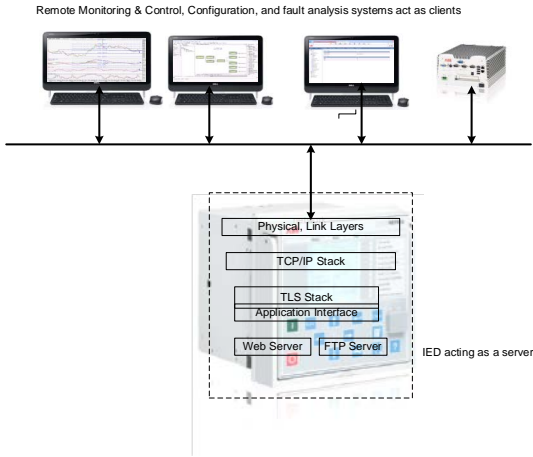 Remote Monitoring & Control, Configuration, and fault analysis systems act as clients
Physical, Link Layers
TCP/IP Stack
TLS Stack
Application Interface
Web Server
FTP Server
IED acting as a server